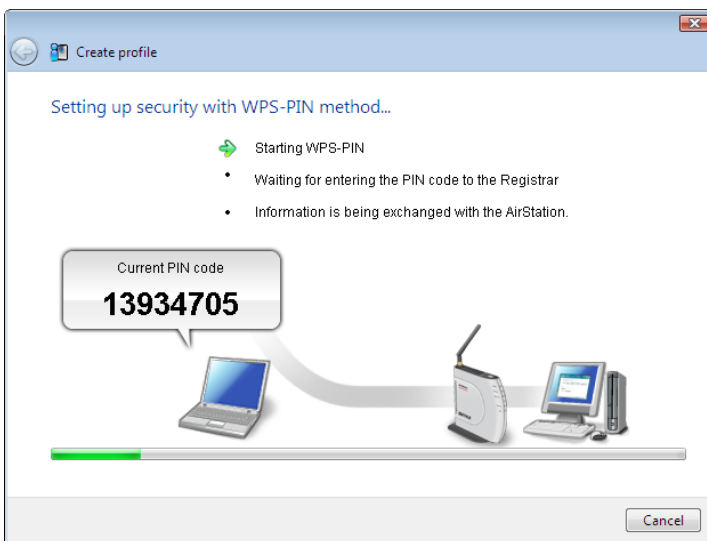 Create profile
Setting up security with WPS-PIN method...
Starting WPS-PIN
• Waiting for entering the PIN code to the Registrar
• Information is being exchanged with the AirStation.
Current PIN code
13934705
Cancel